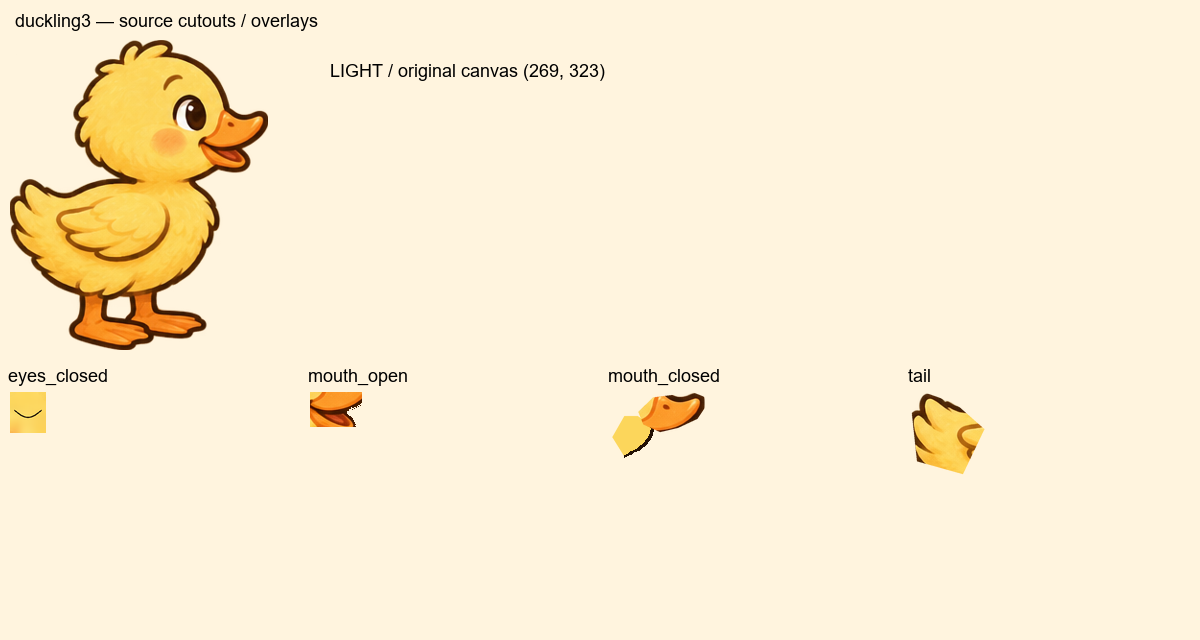 duckling3 — source cutouts / overlays
LIGHT / original canvas (269, 323)
eyes_closed
mouth_open
mouth_closed
tail